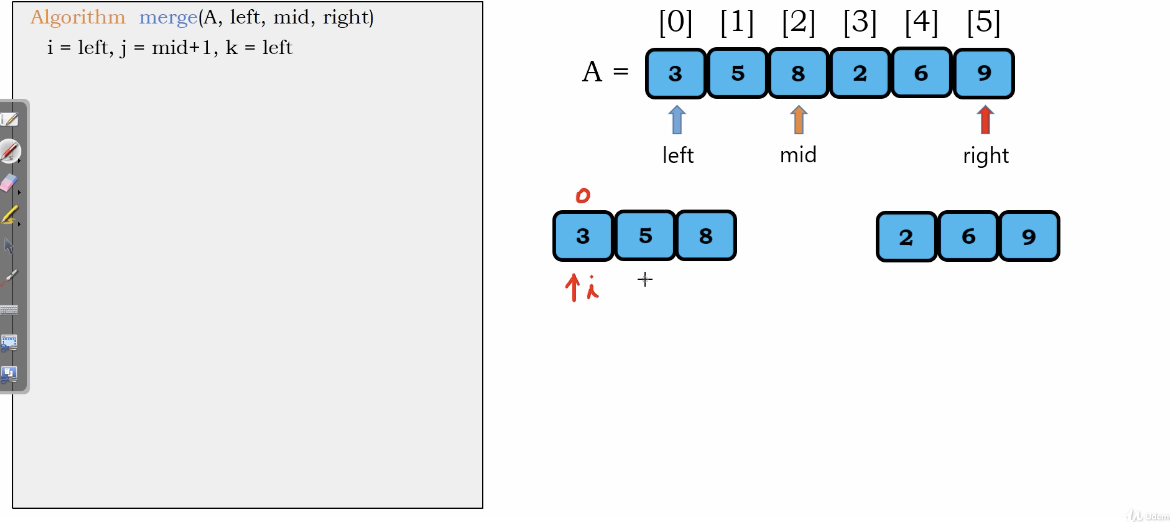 Algorithm merge(A, left, mid, right)
i = left, j = mid+1, k = left
[0] [1] [2] [3] [4] [5]
A = 3 5 8 2 6 9
left mid right
0
3 5 8 2 6 9
i
Udemy